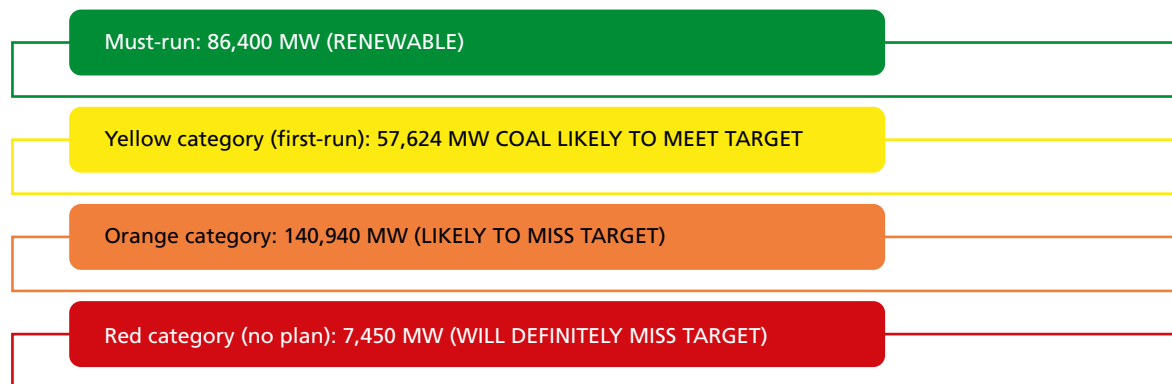 Must-run: 86,400 MW (RENEWABLE)
Yellow category (first-run): 57,624 MW COAL LIKELY TO MEET TARGET
Orange category: 140,940 MW (LIKELY TO MISS TARGET)
Red category (no plan): 7,450 MW (WILL DEFINITELY MISS TARGET)